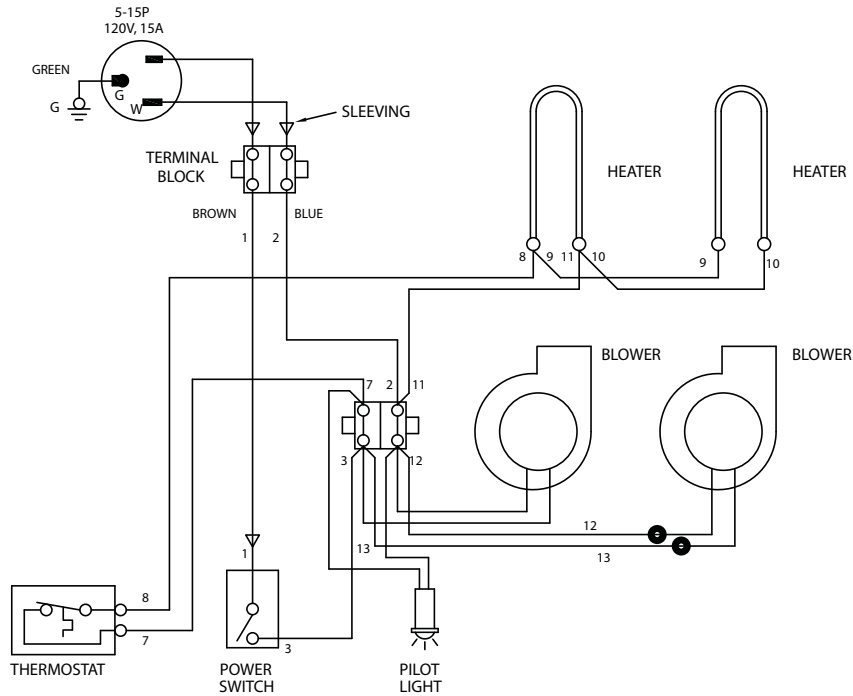 5-15P
120V, 15A
GREEN
G
G
W
SLEEVING
TERMINAL
BLOCK
HEATER
HEATER
BROWN
BLUE
1
2
8
9
11
10
9
10
BLOWER
BLOWER
7
2
11
3
12
12
1
13
13
8
7
3
THERMOSTAT
POWER
SWITCH
PILOT
LIGHT